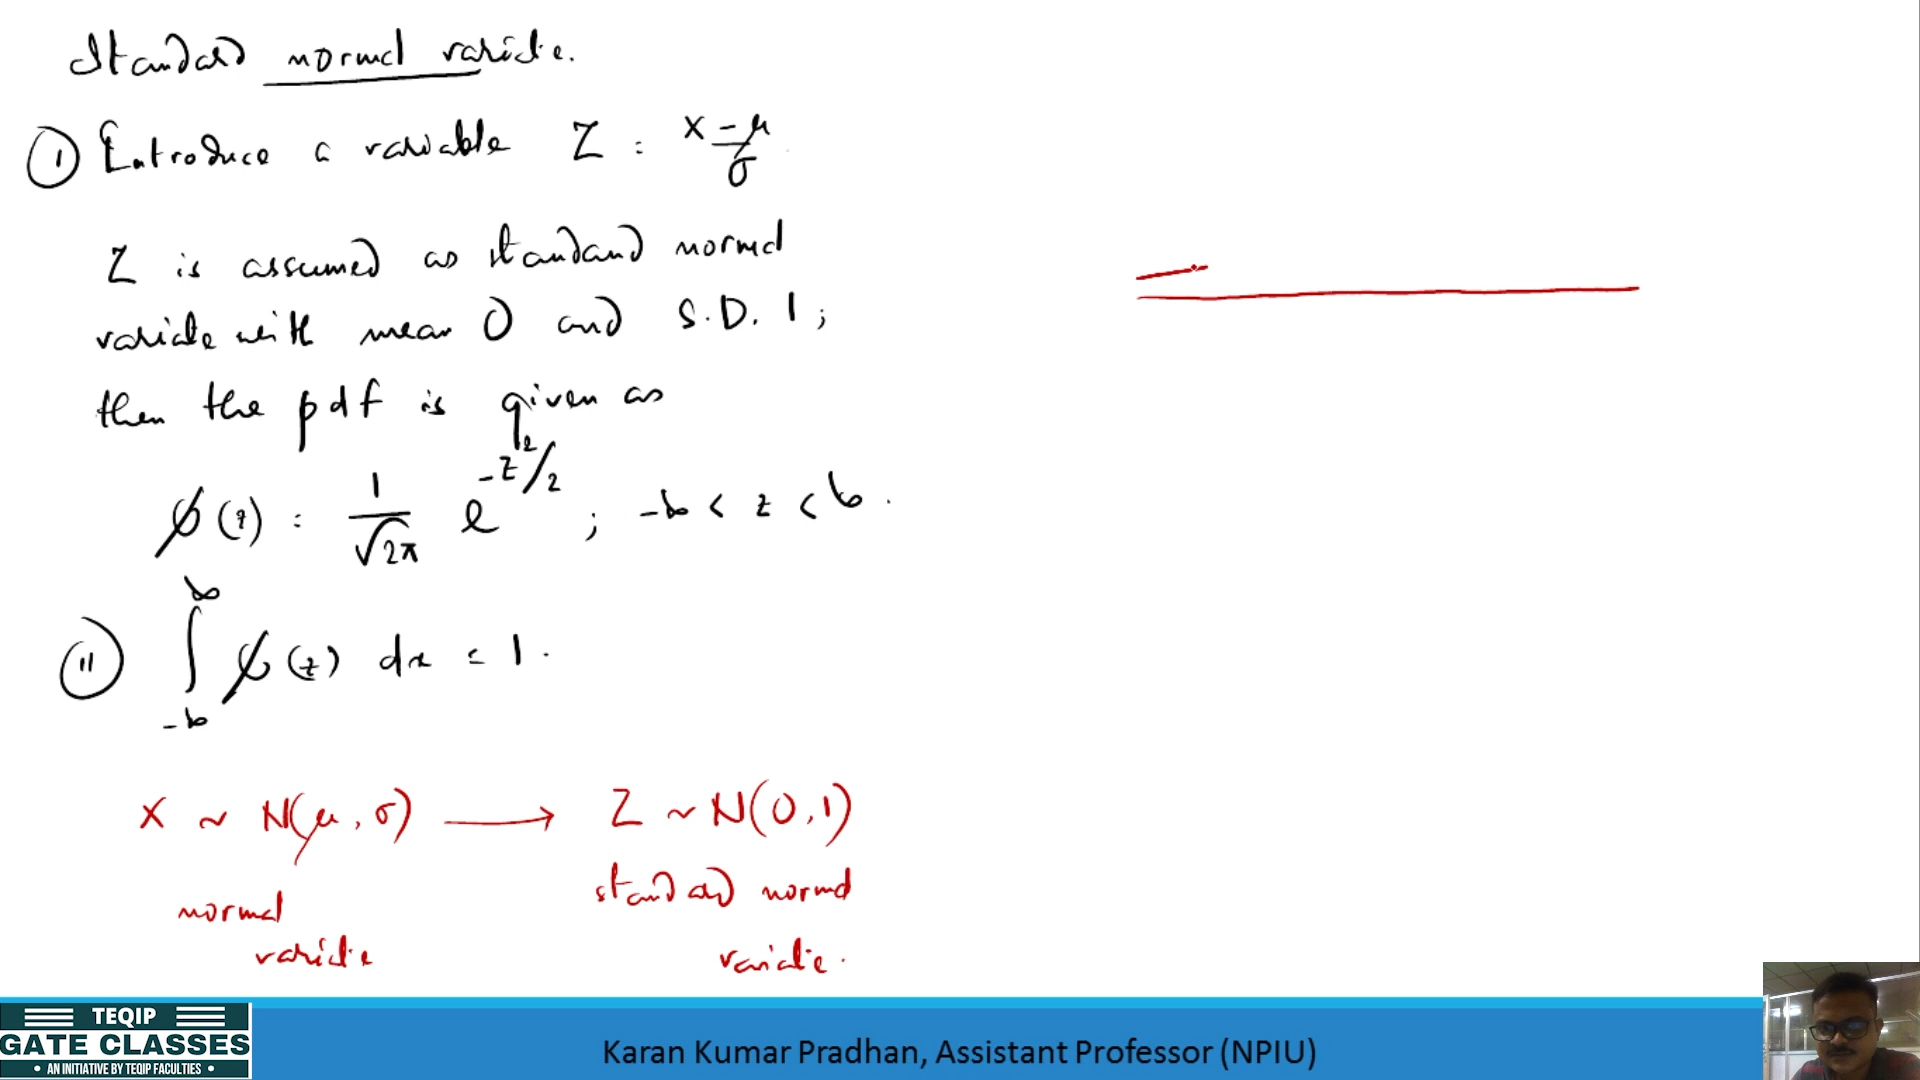 Standard normal variate.
① Introduce a variable Z = x - μ / σ
Z is assumed as standard normal
variate with mean 0 and S.D. 1;
then the pdf is given as
ϕ(z) = 1/√2π e^{-z²/2} ; -∞ < z < ∞.
⑪ ∫_{-∞}^{∞} ϕ(z) dx = 1.
X ~ N(μ, σ) ⟶ Z ~ N(0,1)
normal variate
standard normal variate.
TEQIP
GATE CLASSES
• AN INITIATIVE BY TEQIP FACULTIES •
Karan Kumar Pradhan, Assistant Professor (NPIU)